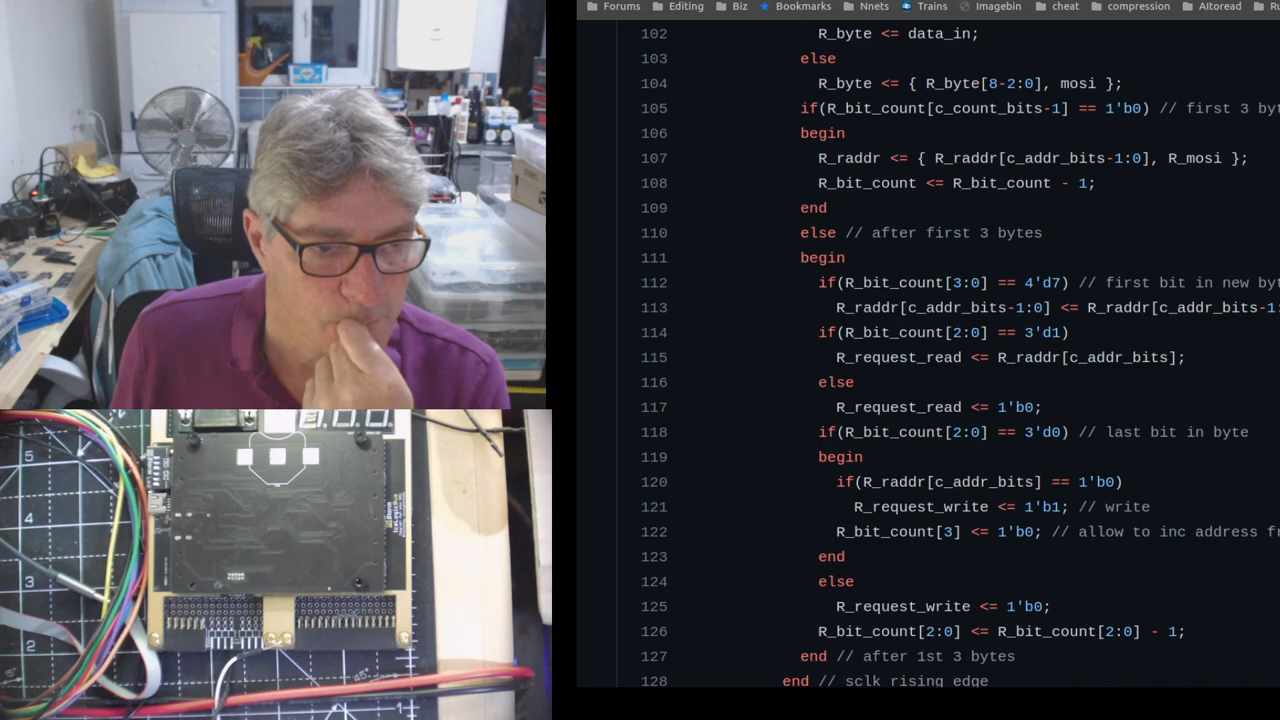 Forums Editing Biz Bookmarks Nnets Trains Imagebin cheat compression AItoread
102 R_byte <= data_in;
103 else
104 R_byte <= { R_byte[8-2:0], mosi };
105 if(R_bit_count[c_count_bits-1] == 1'b0) // first 3 byt
106 begin
107 R_raddr <= { R_raddr[c_addr_bits-1:0], R_mosi };
108 R_bit_count <= R_bit_count - 1;
109 end
110 else // after first 3 bytes
111 begin
112 if(R_bit_count[3:0] == 4'd7) // first bit in new byt
113 R_raddr[c_addr_bits-1:0] <= R_raddr[c_addr_bits-1:
114 if(R_bit_count[2:0] == 3'd1)
115 R_request_read <= R_raddr[c_addr_bits];
116 else
117 R_request_read <= 1'b0;
118 if(R_bit_count[2:0] == 3'd0) // last bit in byte
119 begin
120 if(R_raddr[c_addr_bits] == 1'b0)
121 R_request_write <= 1'b1; // write
122 R_bit_count[3] <= 1'b0; // allow to inc address fr
123 end
124 else
125 R_request_write <= 1'b0;
126 R_bit_count[2:0] <= R_bit_count[2:0] - 1;
127 end // after 1st 3 bytes
128 end // sclk rising edge
5
4
3
2
1